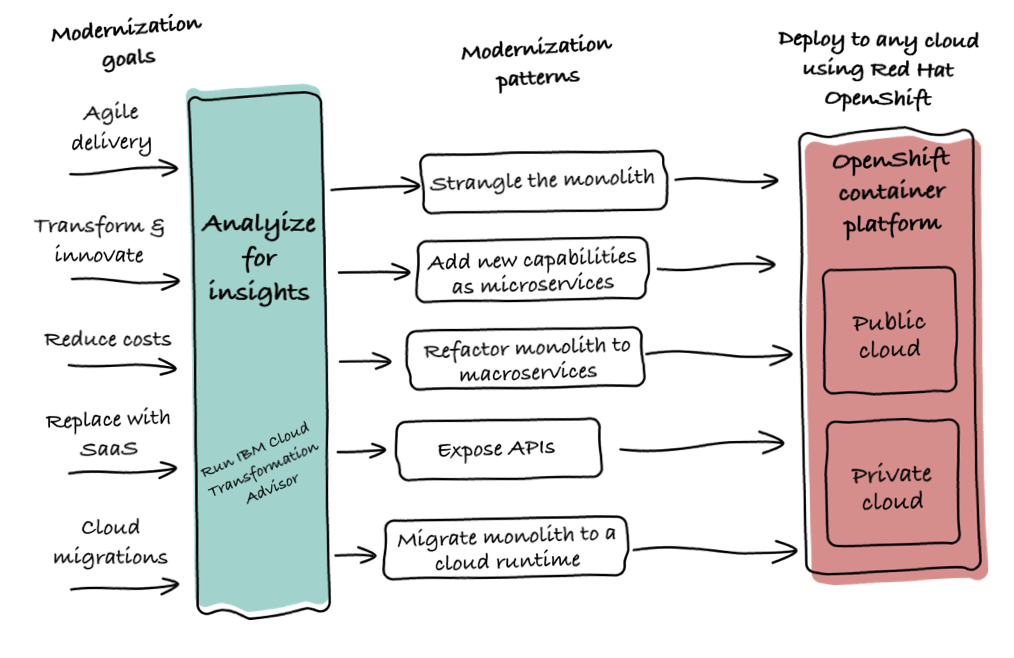 Modernization
goals
Agile
delivery
Transform &
innovate
Reduce costs
Replace with
SaaS
Cloud
migrations
Analyize
for
insights
Run IBM Cloud
Transformation
Advisor
Modernization
patterns
Strangle the monolith
Add new capabilities
as microservices
Refactor monolith to
macroservices
Expose APIs
Migrate monolith to a
cloud runtime
Deploy to any cloud
using Red Hat
OpenShift
OpenShift
container
platform
Public
cloud
Private
cloud